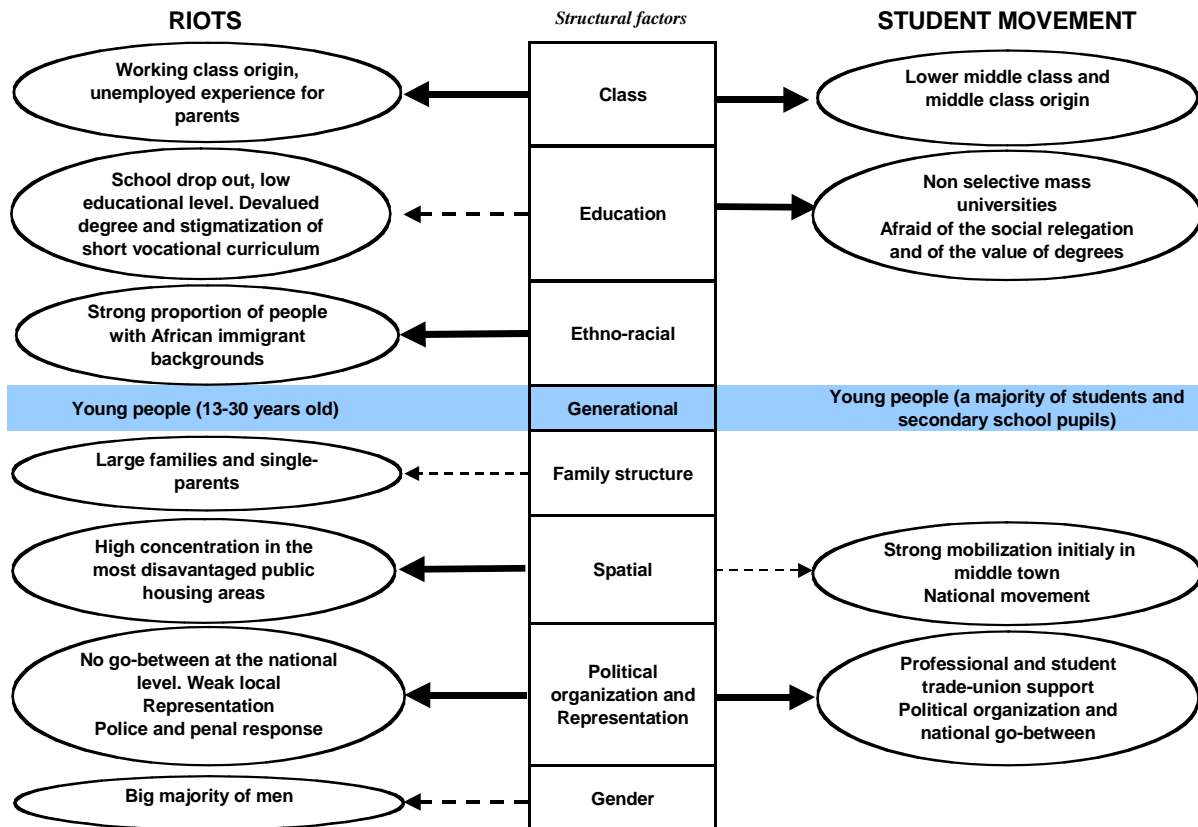 RIOTS
Structural factors
STUDENT MOVEMENT
Working class origin,
unemployed experience for
parents
Class
Lower middle class and
middle class origin
School drop out, low
educational level. Devalued
degree and stigmatization of
short vocational curriculum
Education
Non selective mass
universities
Afraid of the social relegation
and of the value of degrees
Strong proportion of people
with African immigrant
backgrounds
Ethno-racial
Young people (13-30 years old)
Generational
Young people (a majority of students and
secondary school pupils)
Large families and single-
parents
Family structure
High concentration in the
most disavantaged public
housing areas
Spatial
Strong mobilization initialy in
middle town
National movement
No go-between at the national
level. Weak local
Representation
Police and penal response
Political
organization and
Representation
Professional and student
trade-union support
Political organization and
national go-between
Big majority of men
Gender